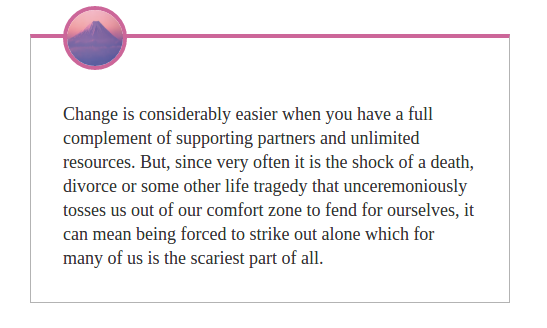 Change is considerably easier when you have a full
complement of supporting partners and unlimited
resources. But, since very often it is the shock of a death,
divorce or some other life tragedy that unceremoniously
tosses us out of our comfort zone to fend for ourselves, it
can mean being forced to strike out alone which for
many of us is the scariest part of all.